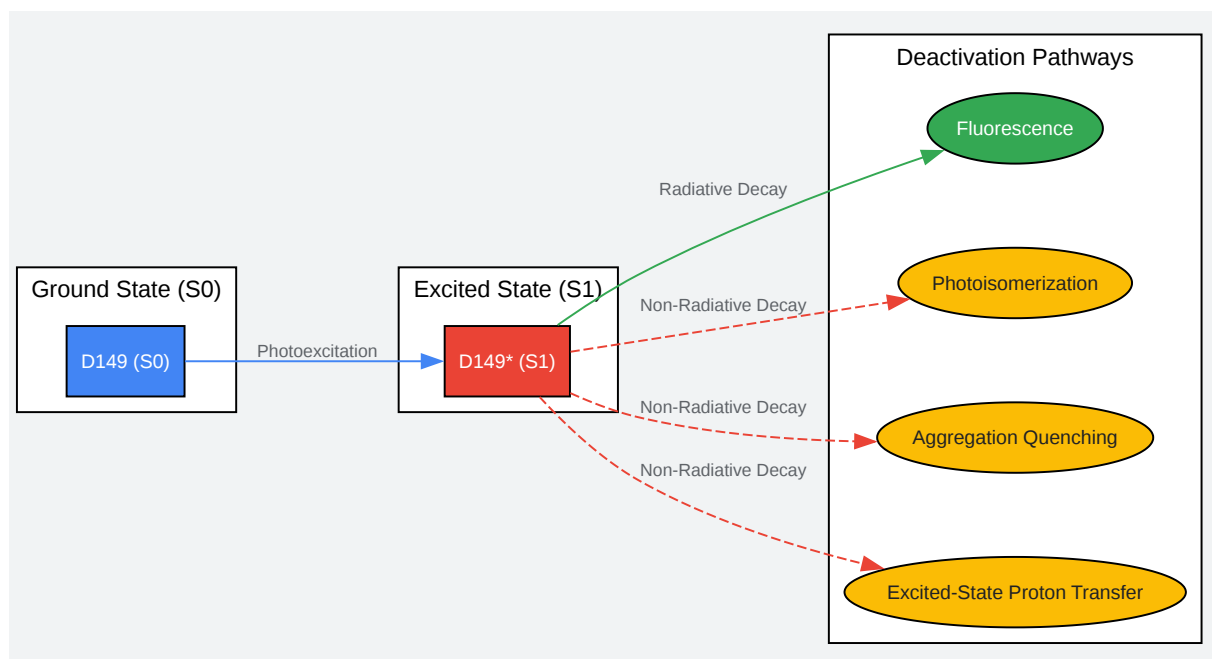 Deactivation Pathways
Fluorescence
Radiative Decay
Ground State (S0)
Excited State (S1)
Photoisomerization
Non-Radiative Decay
D149 (S0)
Photoexcitation
D149* (S1)
Non-Radiative Decay
Aggregation Quenching
Non-Radiative Decay
Excited-State Proton Transfer